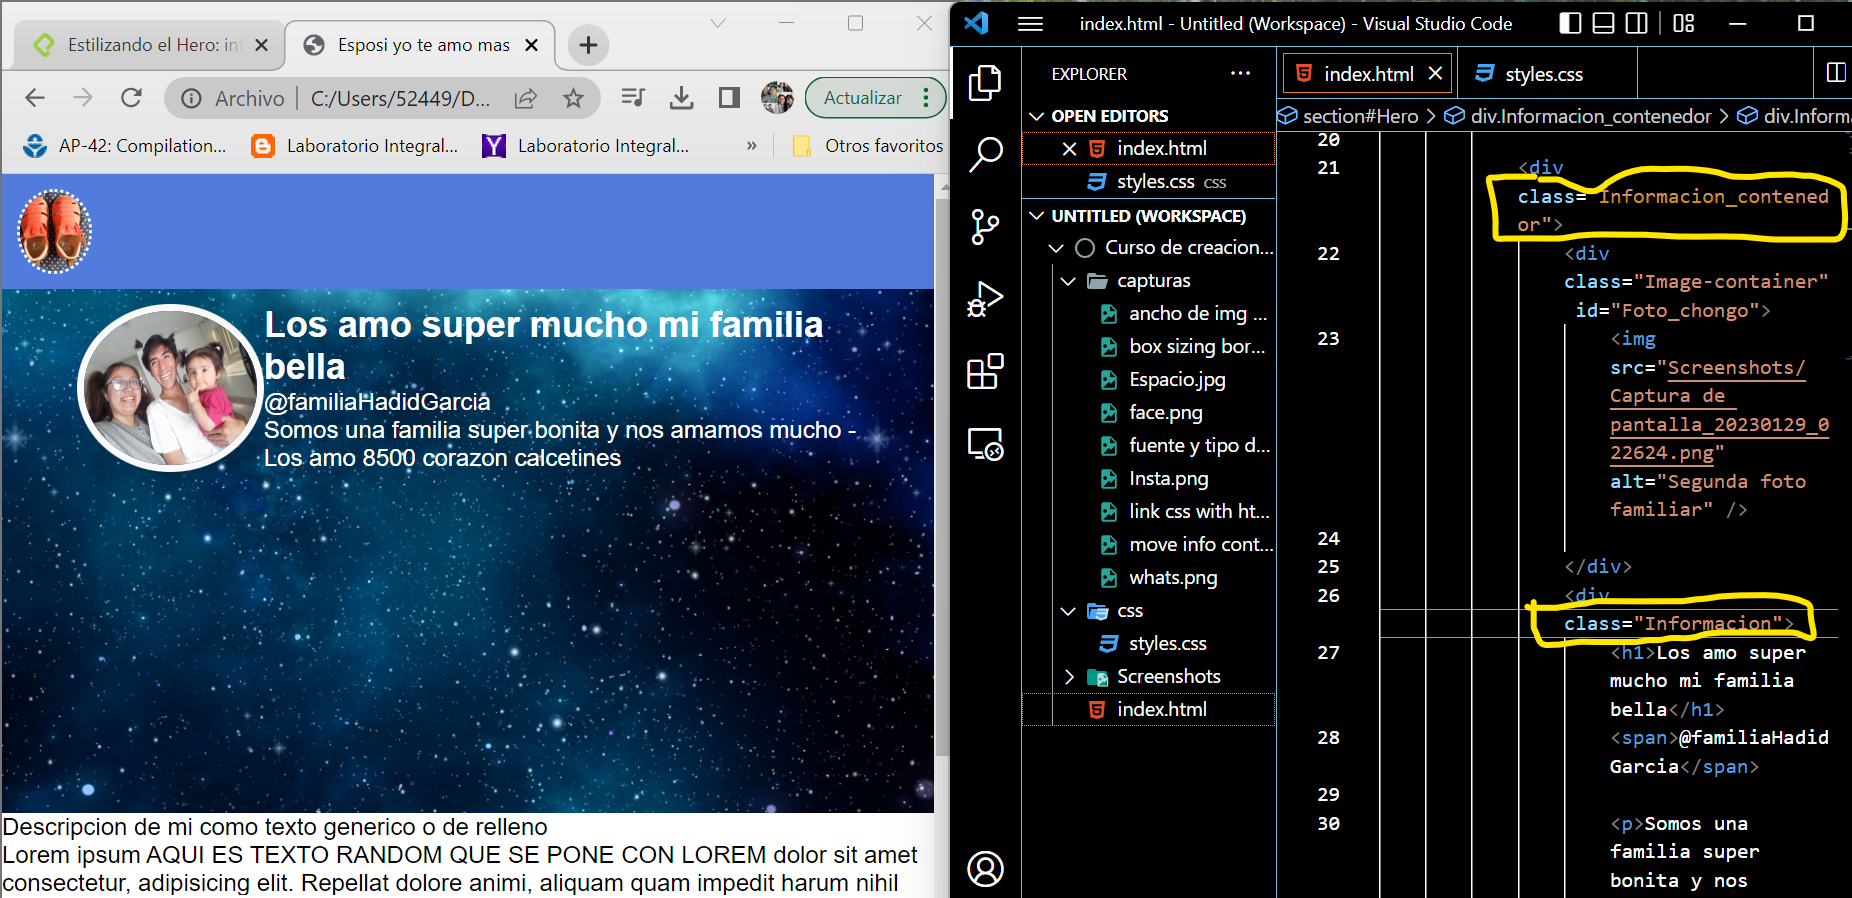 Estilizando el Hero: in
Esposi yo te amo mas
Archivo
C:/Users/52449/D...
Actualizar
AP-42: Compilation...
Laboratorio Integral...
Laboratorio Integral...
»
Otros favoritos
Los amo super mucho mi familia
bella
@familiaHadidGarcia
Somos una familia super bonita y nos amamos mucho -
Los amo 8500 corazon calcetines
Descripcion de mi como texto generico o de relleno
Lorem ipsum AQUI ES TEXTO RANDOM QUE SE PONE CON LOREM dolor sit amet
consectetur, adipisicing elit. Repellat dolore animi, aliquam quam impedit harum nihil
index.html - Untitled (Workspace) - Visual Studio Code
EXPLORER
OPEN EDITORS
index.html
styles.css css
UNTITLED (WORKSPACE)
Curso de creacion...
capturas
ancho de img ...
box sizing bor...
Espacio.jpg
face.png
fuente y tipo d...
Insta.png
link css with ht...
move info cont...
whats.png
css
styles.css
Screenshots
index.html
index.html
styles.css
section#Hero > div.Informacion_contenedor > div.Informa
20
21 <div
class="Informacion_contened
or">
22 <div
class="Image-container"
id="Foto_chongo">
23 <img
src="Screenshots/
Captura de
pantalla_20230129_0
22624.png"
alt="Segunda foto
familiar" />
24
25 </div>
26 <div
class="Informacion">
27 <h1>Los amo super
mucho mi familia
bella</h1>
28 <span>@familiaHadid
Garcia</span>
29
30 <p>Somos una
familia super
bonita y nos